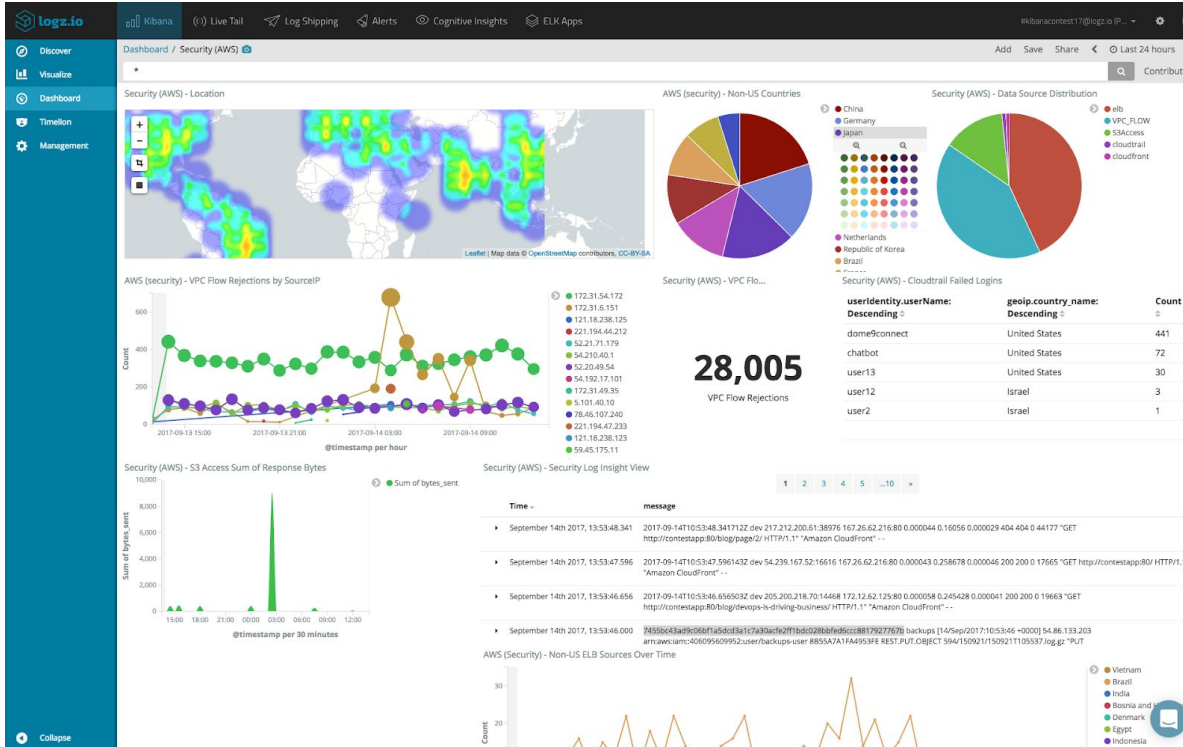 logz.io
Kibana
Live Tail
Log Shipping
Alerts
Cognitive Insights
ELK Apps
#kibanacontest17@logz.io (P...
Discover
Visualize
Dashboard
Timelion
Management
Collapse
Dashboard / Security (AWS)
Add Save Share Last 24 hours
*
Contribut
Security (AWS) - Location
+
-
Leaflet | Map data © OpenStreetMap contributors, CC-BY-SA
AWS (security) - Non-US Countries
China
Germany
Japan
Netherlands
Republic of Korea
Brazil
Security (AWS) - Data Source Distribution
elb
VPC_FLOW
S3Access
cloudtrail
cloudfront
AWS (security) - VPC Flow Rejections by SourceIP
600
400
200
0
Count
2017-09-13 15:00 2017-09-13 21:00 2017-09-14 03:00 2017-09-14 09:00
@timestamp per hour
172.31.54.172
172.31.6.151
121.18.238.125
221.194.44.212
52.21.71.179
54.210.40.1
52.20.49.54
54.192.17.101
172.31.49.35
5.101.40.10
78.46.107.240
221.194.47.233
121.18.238.123
59.45.175.11
Security (AWS) - VPC Flo...
28,005
VPC Flow Rejections
Security (AWS) - Cloudtrail Failed Logins
userIdentity.userName: Descending geoip.country_name: Descending Count
dome9connect United States 441
chatbot United States 72
user13 United States 30
user12 Israel 3
user2 Israel 1
Security (AWS) - S3 Access Sum of Response Bytes
10,000
8,000
6,000
4,000
2,000
0
Sum of bytes_sent
15:00 18:00 21:00 00:00 03:00 06:00 09:00 12:00
@timestamp per 30 minutes
Sum of bytes_sent
Security (AWS) - Security Log Insight View
1 2 3 4 5 ...10 »
Time message
September 14th 2017, 13:53:48.341 2017-09-14T10:53:48.341712Z dev 217.212.200.61:38976 167.26.62.216:80 0.000044 0.16056 0.000029 404 404 0 44177 "GET
http://contestapp:80/blog/page/2/ HTTP/1.1" "Amazon CloudFront" - -
September 14th 2017, 13:53:47.596 2017-09-14T10:53:47.596143Z dev 54.239.167.52:16616 167.26.62.216:80 0.000043 0.258678 0.000046 200 200 0 17665 "GET http://contestapp:80/ HTTP/1.
"Amazon CloudFront" - -
September 14th 2017, 13:53:46.656 2017-09-14T10:53:46.656503Z dev 205.200.218.70:14468 172.12.62.125:80 0.000058 0.245428 0.000041 200 200 0 19663 "GET
http://contestapp:80/blog/devops-is-driving-business/ HTTP/1.1" "Amazon CloudFront" - -
September 14th 2017, 13:53:46.000 7455bc43ad9c06bf1a5dcd3a1c7a30acfe2ff1bdc028bbfed6ccc8817927767b backups [14/Sep/2017:10:53:46 +0000] 54.86.133.203
arn:aws:iam::406095609952:user/backups-user 8B55A7A1FA4953FE REST.PUT.OBJECT 594/150921/150921T105537.log.gz "PUT
AWS (Security) - Non-US ELB Sources Over Time
30
20
Count
Vietnam
Brazil
India
Bosnia and
Denmark
Egypt
Indonesia